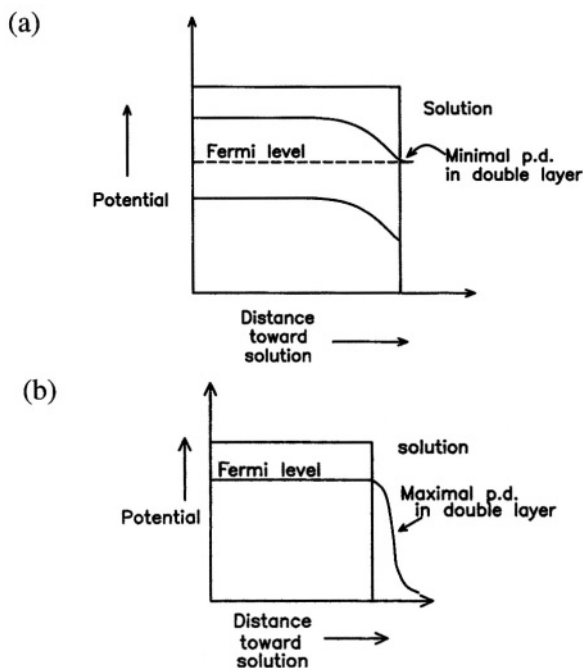 (a)
Solution
Fermi level
Minimal p.d.
in double layer
Potential
Distance
toward
solution
(b)
solution
Fermi level
Maximal p.d.
in double layer
Potential
Distance
toward
solution